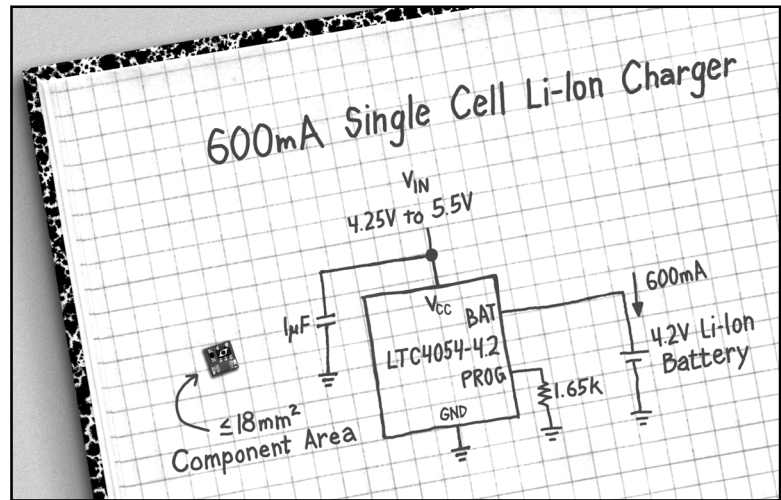 600mA Single Cell Li-Ion Charger
VIN
4.25V to 5.5V
600mA
1µF
VCC
BAT
4.2V Li-Ion
Battery
LTC4054-4.2
PROG
1.65k
GND
≤18mm²
Component Area